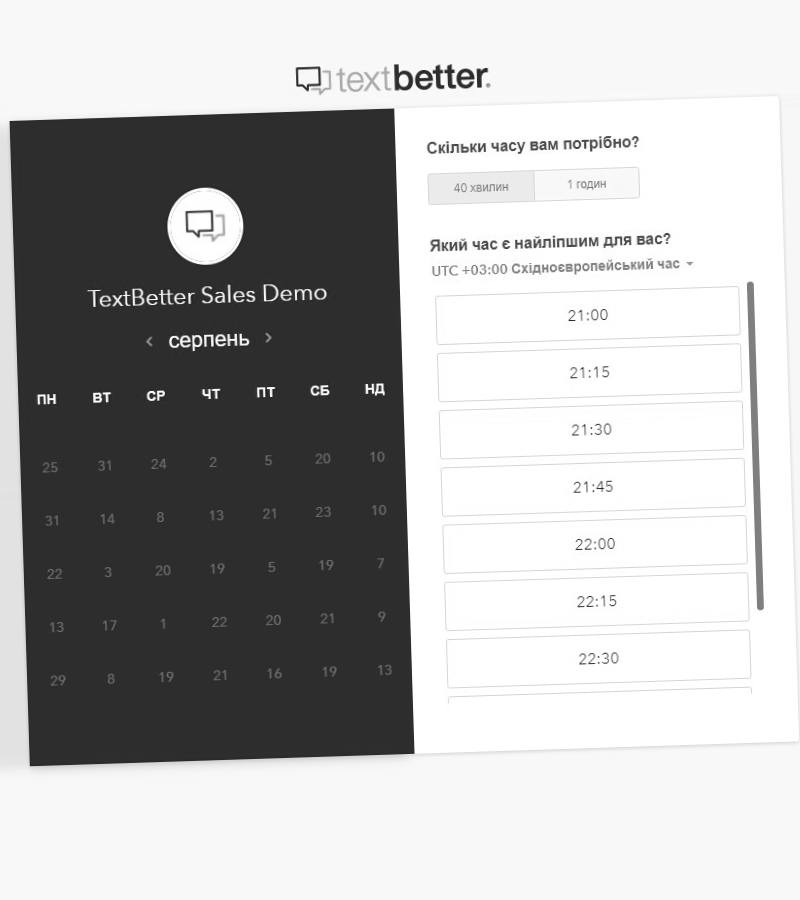 textbetter.
TextBetter Sales Demo
‹ серпень ›
ПН ВТ СР ЧТ ПТ СБ НД
25 31 24 2 5 20 10
31 14 8 13 21 23 10
22 3 20 19 5 19 7
13 17 1 22 20 21 9
29 8 19 21 16 19 13
Скільки часу вам потрібно?
40 хвилин 1 годин
Який час є найліпшим для вас?
UTC +03:00 Східноєвропейський час
21:00
21:15
21:30
21:45
22:00
22:15
22:30